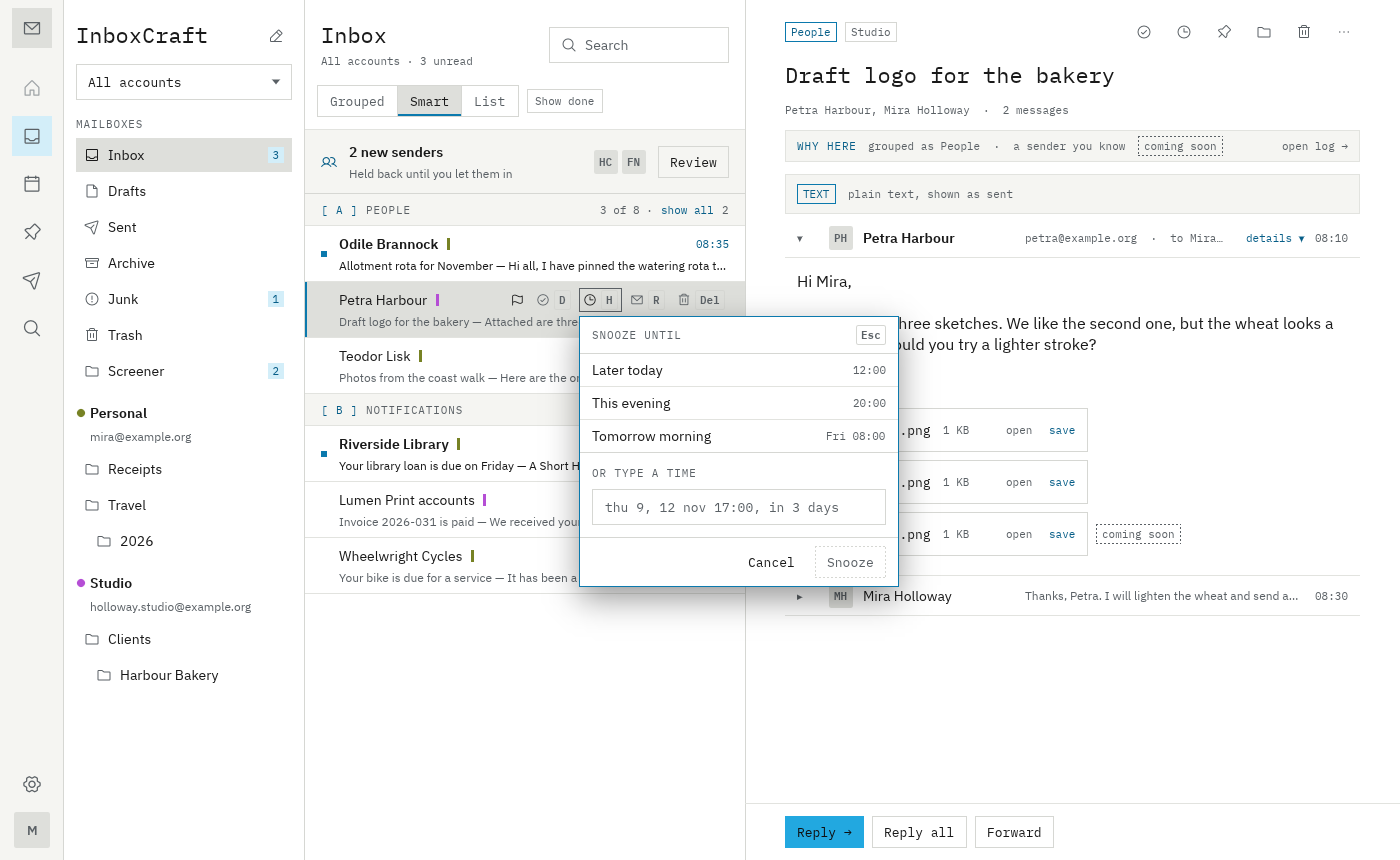 InboxCraft
All accounts
MAILBOXES
Inbox 3
Drafts
Sent
Archive
Junk 1
Trash
Screener 2
Personal
mira@example.org
Receipts
Travel
2026
Studio
holloway.studio@example.org
Clients
Harbour Bakery
M
Inbox
All accounts · 3 unread
Search
Grouped Smart List Show done
2 new senders
Held back until you let them in
HC FN Review
[ A ] PEOPLE 3 of 8 · show all 2
Odile Brannock 08:35
Allotment rota for November — Hi all, I have pinned the watering rota t…
Petra Harbour D H R Del
Draft logo for the bakery — Attached are thre
Teodor Lisk
Photos from the coast walk — Here are the
[ B ] NOTIFICATIONS
Riverside Library
Your library loan is due on Friday — A Short
Lumen Print accounts
Invoice 2026-031 is paid — We received your
Wheelwright Cycles
Your bike is due for a service — It has been a
SNOOZE UNTIL Esc
Later today 12:00
This evening 20:00
Tomorrow morning Fri 08:00
OR TYPE A TIME
thu 9, 12 nov 17:00, in 3 days
Cancel Snooze
People Studio
Draft logo for the bakery
Petra Harbour, Mira Holloway · 2 messages
WHY HERE grouped as People · a sender you know coming soon open log →
TEXT plain text, shown as sent
▾ PH Petra Harbour petra@example.org · to Mira… details ▾ 08:10
Hi Mira,
hree sketches. We like the second one, but the wheat looks a
ould you try a lighter stroke?
.png 1 KB open save
.png 1 KB open save
.png 1 KB open save coming soon
▸ MH Mira Holloway Thanks, Petra. I will lighten the wheat and send a… 08:30
Reply → Reply all Forward